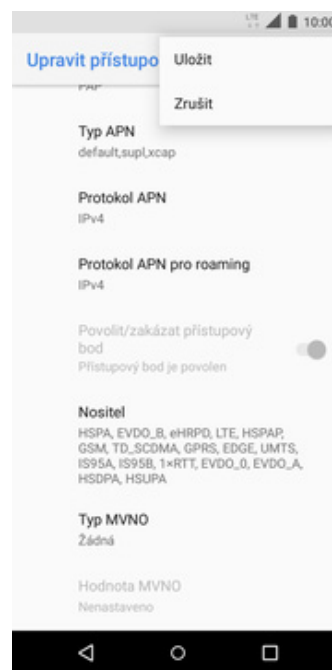 LTE 10:00
Upravit přístupo
Uložit
Zrušit
PAP
Typ APN
default,supl,xcap
Protokol APN
IPv4
Protokol APN pro roaming
IPv4
Povolit/zakázat přístupový
bod
Přístupový bod je povolen
Nositel
HSPA, EVDO_B, eHRPD, LTE, HSPAP,
GSM, TD_SCDMA, GPRS, EDGE, UMTS,
IS95A, IS95B, 1×RTT, EVDO_0, EVDO_A,
HSDPA, HSUPA
Typ MVNO
Žádná
Hodnota MVNO
Nenastaveno